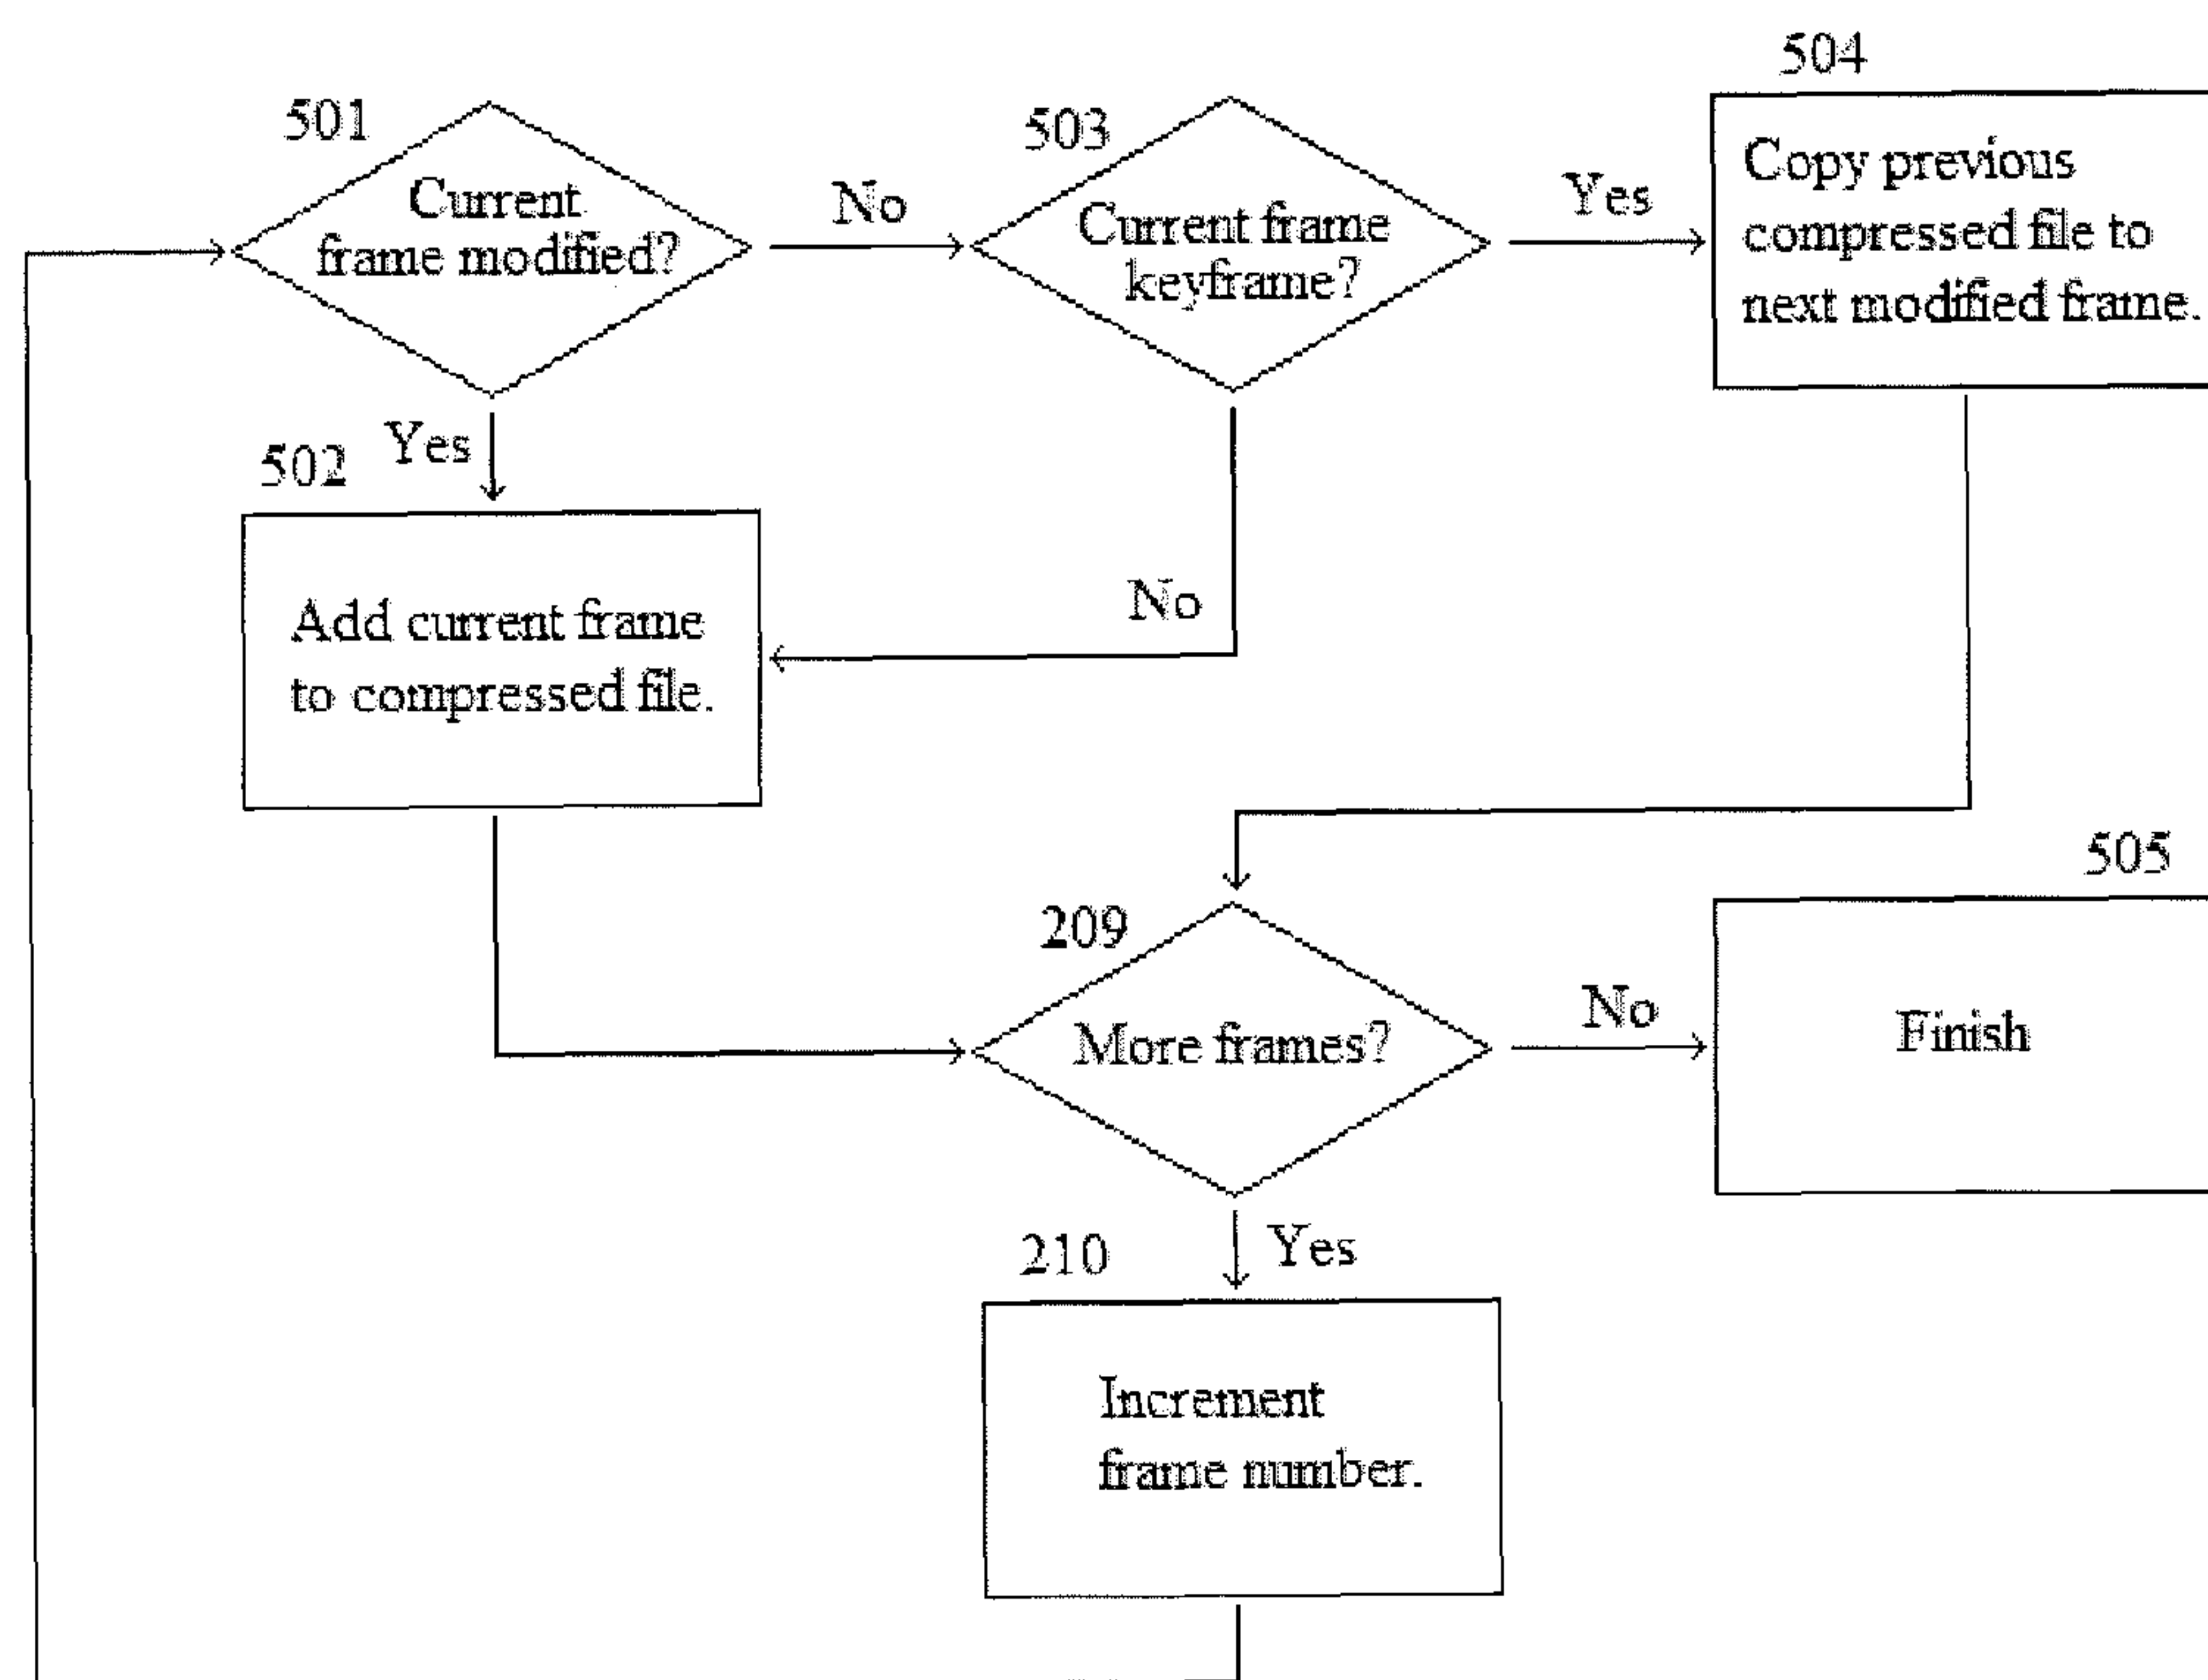 504
501
503
Current
frame modified?
No
Current frame
keyframe?
Yes
Copy previous
compressed file to
next modified frame.
Yes
502
Add current frame
to compressed file.
No
505
209
More frames?
No
Finish
210
Yes
Increment
frame number.